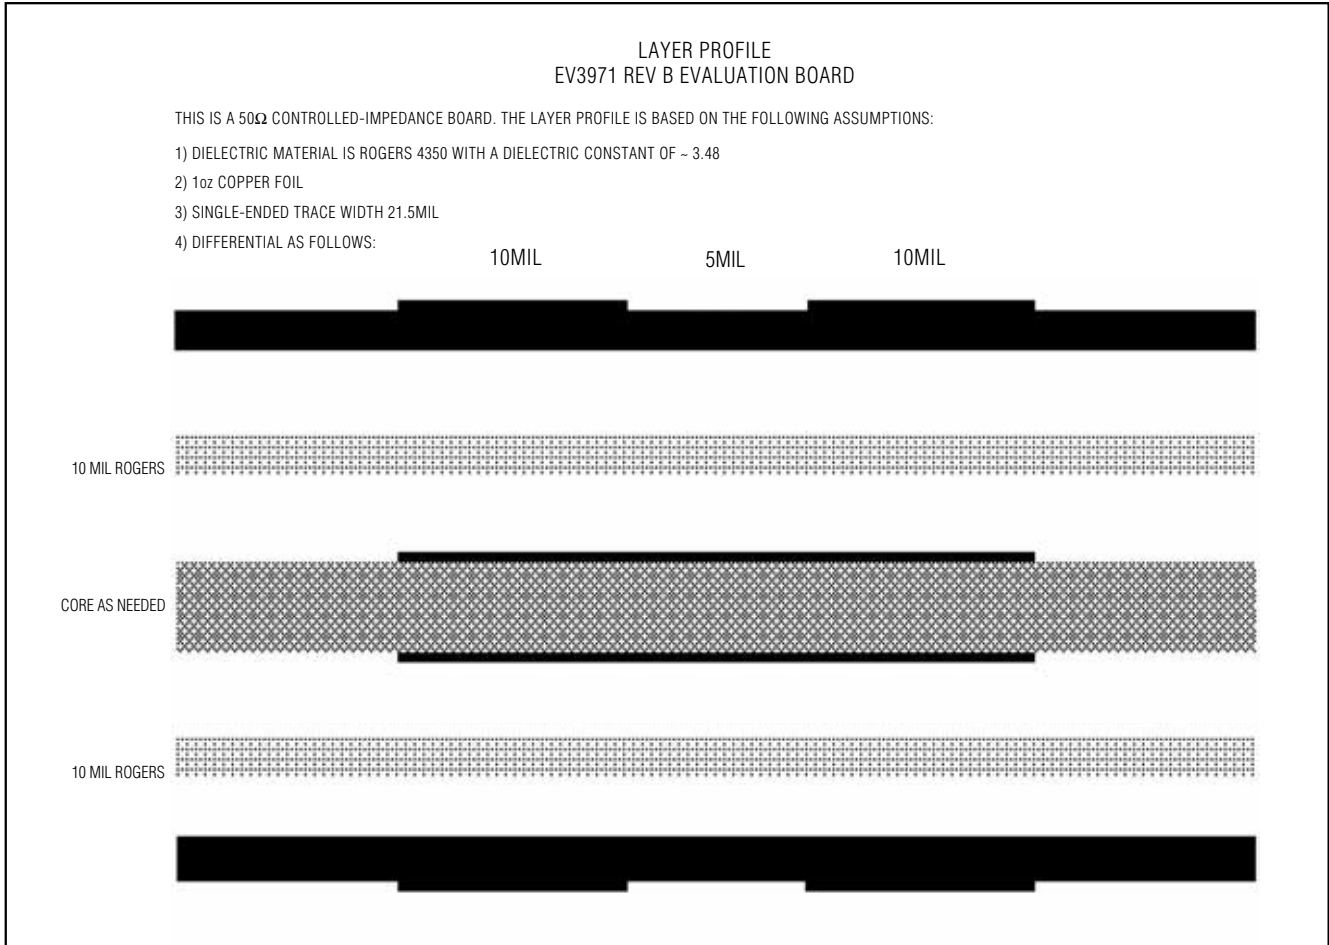 LAYER PROFILE
EV3971 REV B EVALUATION BOARD
THIS IS A 50Ω CONTROLLED-IMPEDANCE BOARD. THE LAYER PROFILE IS BASED ON THE FOLLOWING ASSUMPTIONS:
1) DIELECTRIC MATERIAL IS ROGERS 4350 WITH A DIELECTRIC CONSTANT OF ~ 3.48
2) 1oz COPPER FOIL
3) SINGLE-ENDED TRACE WIDTH 21.5MIL
4) DIFFERENTIAL AS FOLLOWS:
10MIL 5MIL 10MIL
10 MIL ROGERS
CORE AS NEEDED
10 MIL ROGERS